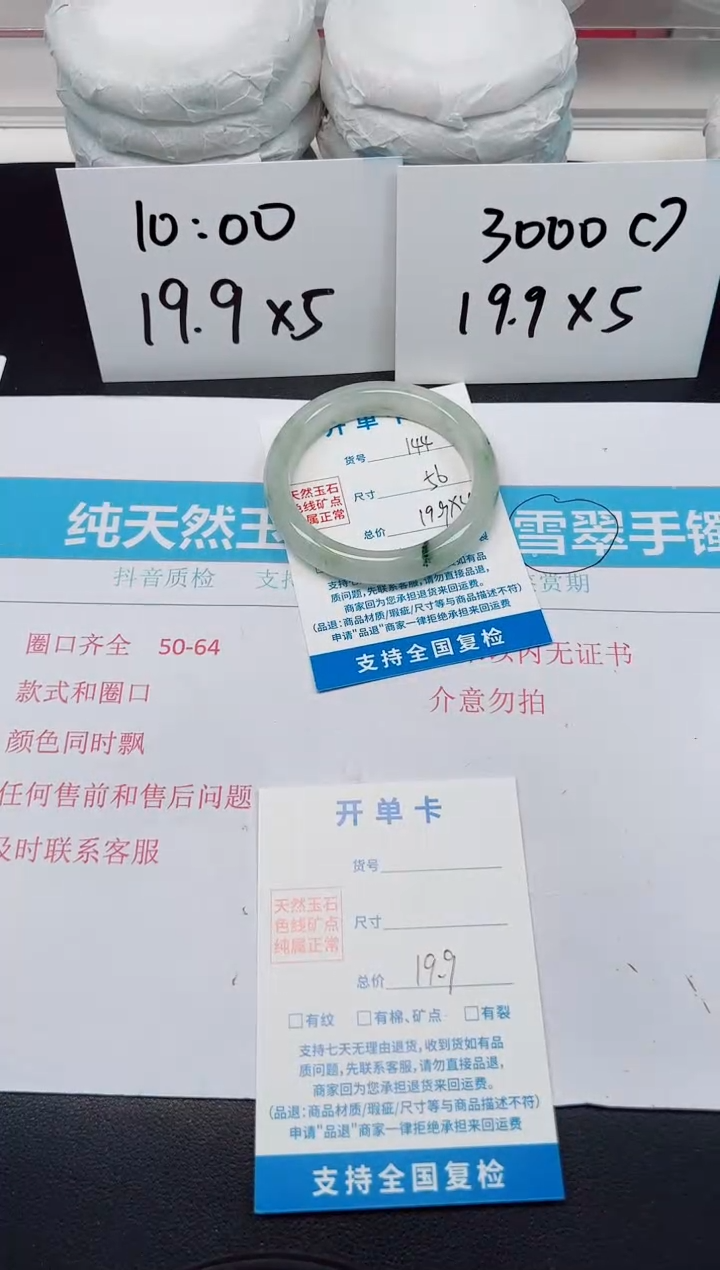 10:00
19.9×5
3000 c)
19.9×5
货号 144
尺寸 56
天然玉石
色线矿点
属正常
总价
纯天然玉
雪翠手镯
抖音质检
赏期
质问题,先联系客服,请勿直接品退,
商家回为您承担退货来回运费。
(品退:商品材质/瑕疵/尺寸等与商品描述不符)
申请“品退”商家一律拒绝承担来回运费
支持全国复检
圈口齐全 50-64
款式和圈口
颜色同时飘
任何售前和售后问题
及时联系客服
以内无证书
介意勿拍
开单卡
货号
天然玉石
色线矿点
纯属正常
尺寸
总价 19.9
□有纹 □有棉、矿点 □有裂
支持七天无理由退货,收到货如有品
质问题,先联系客服,请勿直接品退,
商家回为您承担退货来回运费。
(品退:商品材质/瑕疵/尺寸等与商品描述不符)
申请“品退”商家一律拒绝承担来回运费
支持全国复检